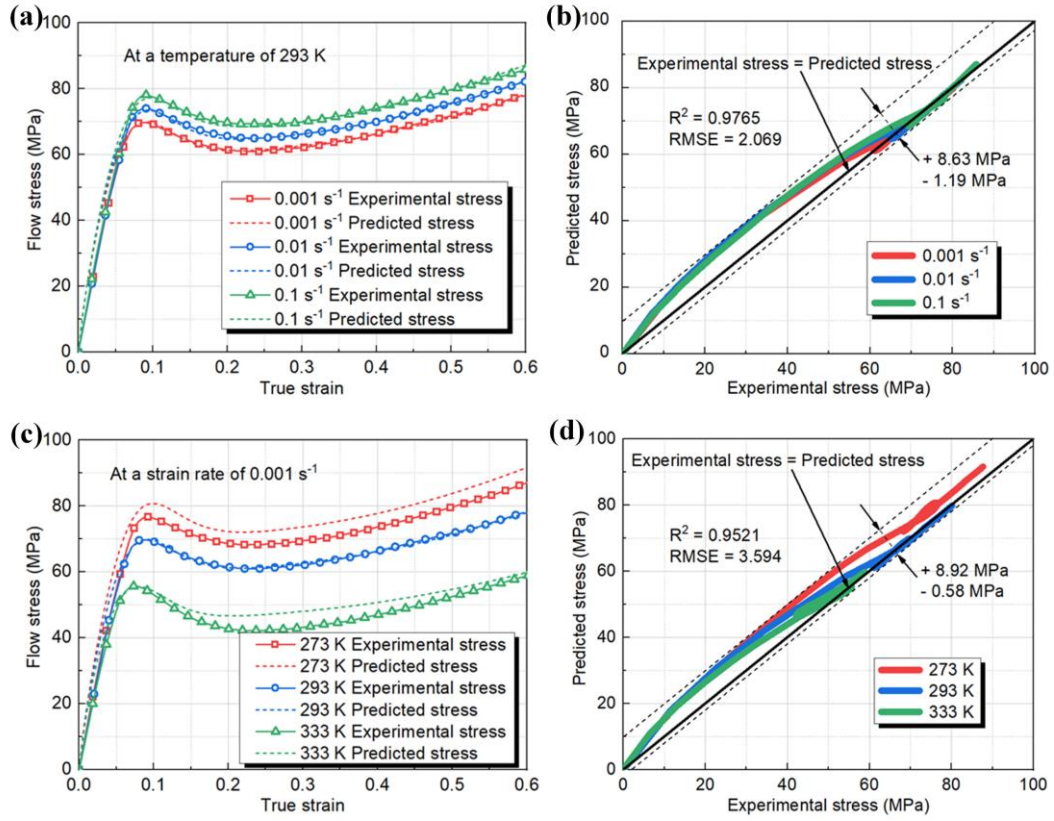 (a)
100
80
60
40
20
0
Flow stress (MPa)
At a temperature of 293 K
0.001 s⁻¹ Experimental stress
0.001 s⁻¹ Predicted stress
0.01 s⁻¹ Experimental stress
0.01 s⁻¹ Predicted stress
0.1 s⁻¹ Experimental stress
0.1 s⁻¹ Predicted stress
0.0 0.1 0.2 0.3 0.4 0.5 0.6
True strain
(b)
100
80
60
40
20
0
Predicted stress (MPa)
Experimental stress = Predicted stress
R² = 0.9765
RMSE = 2.069
+ 8.63 MPa
- 1.19 MPa
0.001 s⁻¹
0.01 s⁻¹
0.1 s⁻¹
0 20 40 60 80 100
Experimental stress (MPa)
(c)
100
80
60
40
20
0
Flow stress (MPa)
At a strain rate of 0.001 s⁻¹
273 K Experimental stress
273 K Predicted stress
293 K Experimental stress
293 K Predicted stress
333 K Experimental stress
333 K Predicted stress
0.0 0.1 0.2 0.3 0.4 0.5 0.6
True strain
(d)
100
80
60
40
20
0
Predicted stress (MPa)
Experimental stress = Predicted stress
R² = 0.9521
RMSE = 3.594
+ 8.92 MPa
- 0.58 MPa
273 K
293 K
333 K
0 20 40 60 80 100
Experimental stress (MPa)